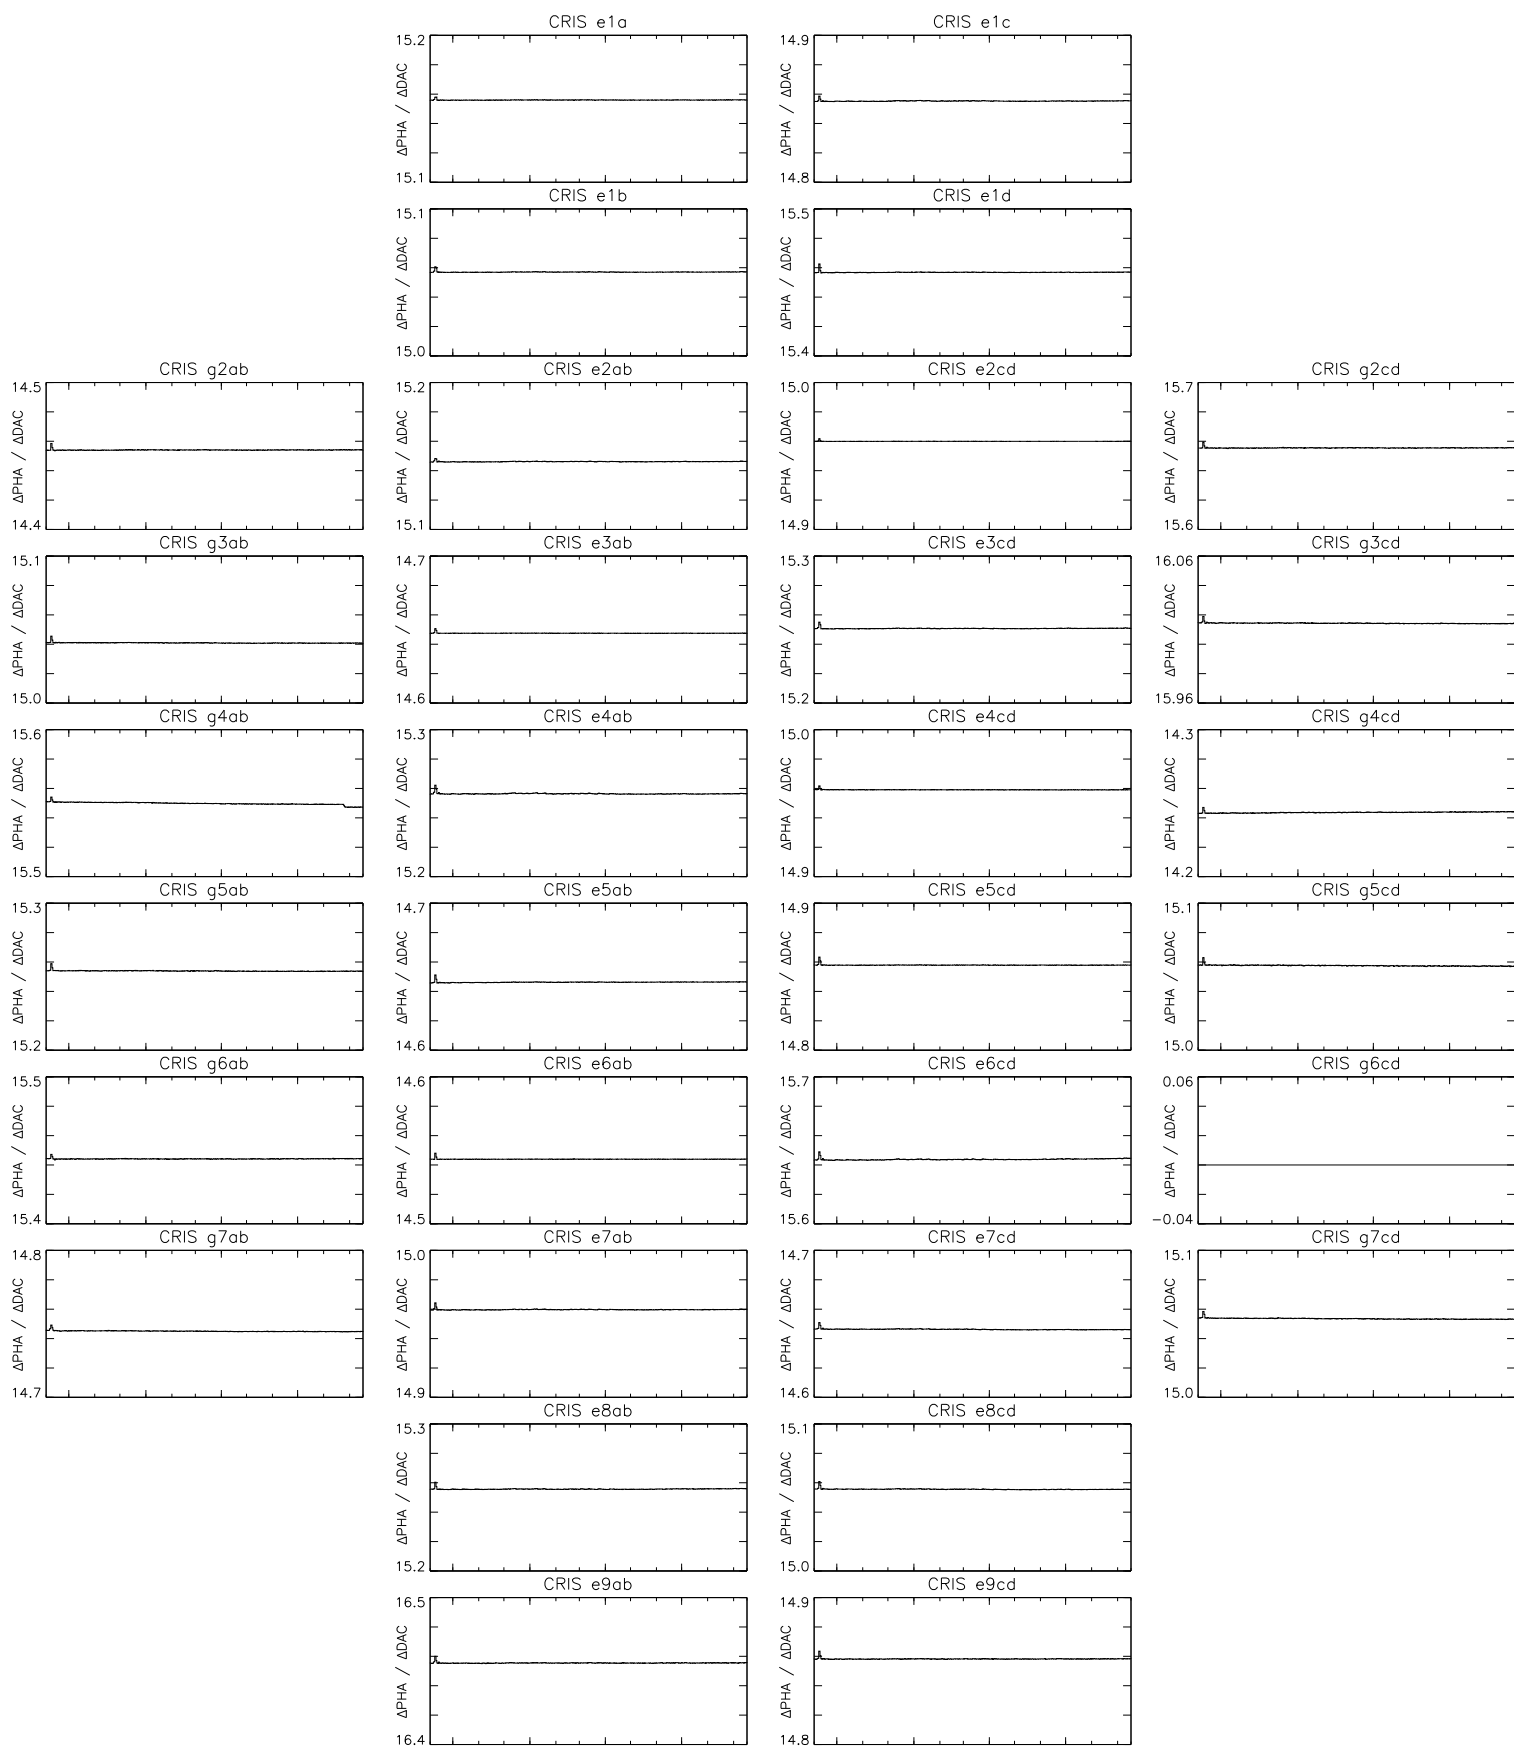 CRIS e1a
CRIS e1c
15.2
ΔPHA / ΔDAC
15.1
14.9
ΔPHA / ΔDAC
14.8
CRIS e1b
CRIS e1d
15.1
ΔPHA / ΔDAC
15.0
15.5
ΔPHA / ΔDAC
15.4
CRIS g2ab
CRIS e2ab
CRIS e2cd
CRIS g2cd
14.5
ΔPHA / ΔDAC
14.4
15.2
ΔPHA / ΔDAC
15.1
15.0
ΔPHA / ΔDAC
14.9
15.7
ΔPHA / ΔDAC
15.6
CRIS g3ab
CRIS e3ab
CRIS e3cd
CRIS g3cd
15.1
ΔPHA / ΔDAC
15.0
14.7
ΔPHA / ΔDAC
14.6
15.3
ΔPHA / ΔDAC
15.2
16.06
ΔPHA / ΔDAC
15.96
CRIS g4ab
CRIS e4ab
CRIS e4cd
CRIS g4cd
15.6
ΔPHA / ΔDAC
15.5
15.3
ΔPHA / ΔDAC
15.2
15.0
ΔPHA / ΔDAC
14.9
14.3
ΔPHA / ΔDAC
14.2
CRIS g5ab
CRIS e5ab
CRIS e5cd
CRIS g5cd
15.3
ΔPHA / ΔDAC
15.2
14.7
ΔPHA / ΔDAC
14.6
14.9
ΔPHA / ΔDAC
14.8
15.1
ΔPHA / ΔDAC
15.0
CRIS g6ab
CRIS e6ab
CRIS e6cd
CRIS g6cd
15.5
ΔPHA / ΔDAC
15.4
14.6
ΔPHA / ΔDAC
14.5
15.7
ΔPHA / ΔDAC
15.6
0.06
ΔPHA / ΔDAC
−0.04
CRIS g7ab
CRIS e7ab
CRIS e7cd
CRIS g7cd
14.8
ΔPHA / ΔDAC
14.7
15.0
ΔPHA / ΔDAC
14.9
14.7
ΔPHA / ΔDAC
14.6
15.1
ΔPHA / ΔDAC
15.0
CRIS e8ab
CRIS e8cd
15.3
ΔPHA / ΔDAC
15.2
15.1
ΔPHA / ΔDAC
15.0
CRIS e9ab
CRIS e9cd
16.5
ΔPHA / ΔDAC
16.4
14.9
ΔPHA / ΔDAC
14.8